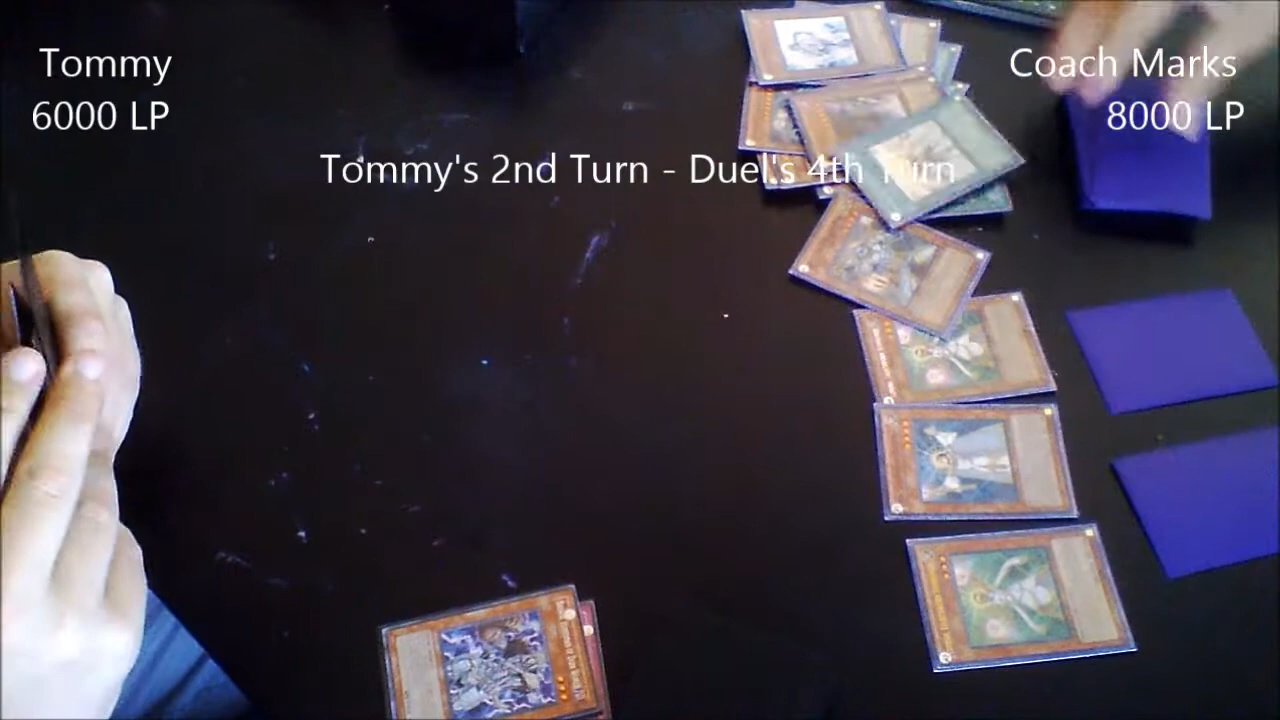 Tommy
6000 LP
Coach Marks
8000 LP
Tommy's 2nd Turn - Duel's 4th Turn